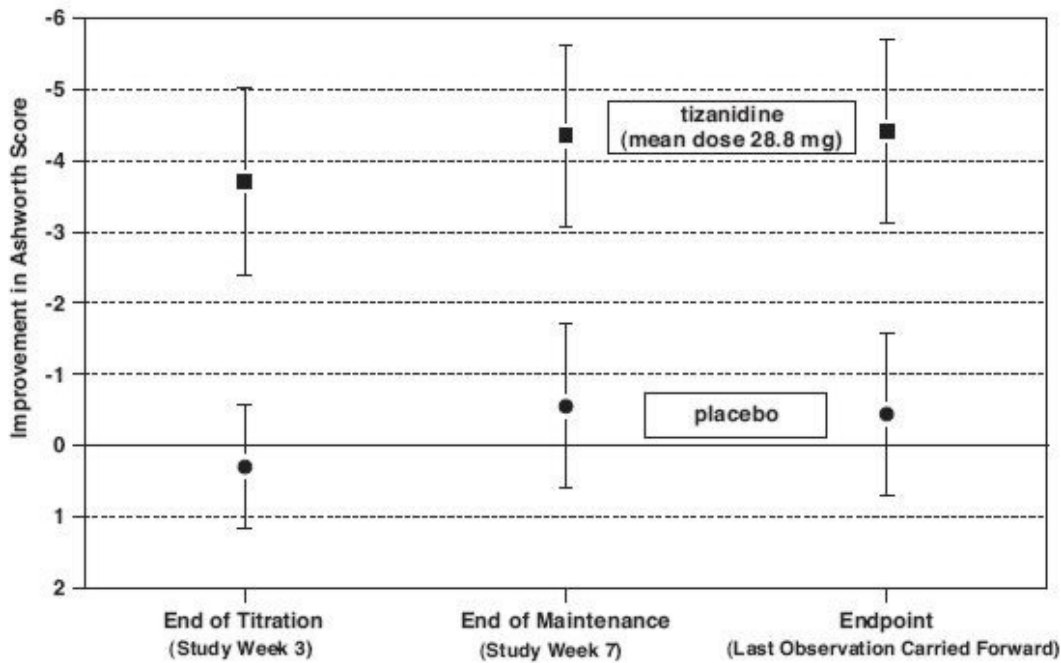 Improvement in Ashworth Score
-6
-5
-4
-3
-2
-1
0
1
2
tizanidine
(mean dose 28.8 mg)
placebo
End of Titration
(Study Week 3)
End of Maintenance
(Study Week 7)
Endpoint
(Last Observation Carried Forward)